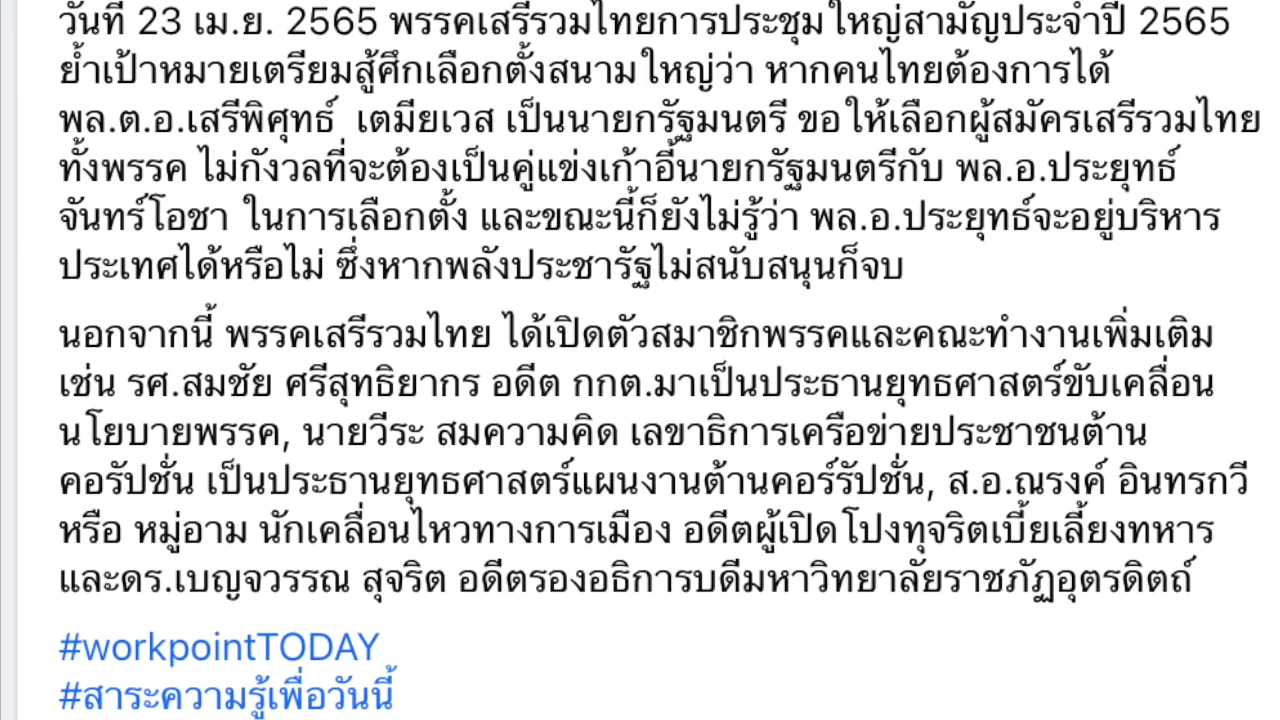 วันที่ 23 เม.ย. 2565 พรรคเสรีรวมไทยการประชุมใหญ่สามัญประจำปี 2565
ย้ำเป้าหมายเตรียมสู้ศึกเลือกตั้งสนามใหญ่ว่า หากคนไทยต้องการได้
พล.ต.อ.เสรีพิศุทธ์ เตมียเวส เป็นนายกรัฐมนตรี ขอให้เลือกผู้สมัครเสรีรวมไทย
ทั้งพรรค ไม่กังวลที่จะต้องเป็นคู่แข่งเก้าอี้นายกรัฐมนตรีกับ พล.อ.ประยุทธ์
จันทร์โอชา ในการเลือกตั้ง และขณะนี้ก็ยังไม่รู้ว่า พล.อ.ประยุทธ์จะอยู่บริหาร
ประเทศได้หรือไม่ ซึ่งหากพลังประชารัฐไม่สนับสนุนก็จบ
นอกจากนี้ พรรคเสรีรวมไทย ได้เปิดตัวสมาชิกพรรคและคณะทำงานเพิ่มเติม
เช่น รศ.สมชัย ศรีสุทธิยากร อดีต กกต.มาเป็นประธานยุทธศาสตร์ขับเคลื่อน
นโยบายพรรค, นายวีระ สมความคิด เลขาธิการเครือข่ายประชาชนต้าน
คอรัปชั่น เป็นประธานยุทธศาสตร์แผนงานต้านคอร์รัปชั่น, ส.อ.ณรงค์ อินทรกวี
หรือ หมู่อาม นักเคลื่อนไหวทางการเมือง อดีตผู้เปิดโปงทุจริตเบี้ยเลี้ยงทหาร
และดร.เบญจวรรณ สุจริต อดีตรองอธิการบดีมหาวิทยาลัยราชภัฏอุตรดิตถ์
#workpointTODAY
#สาระความรู้เพื่อวันนี้